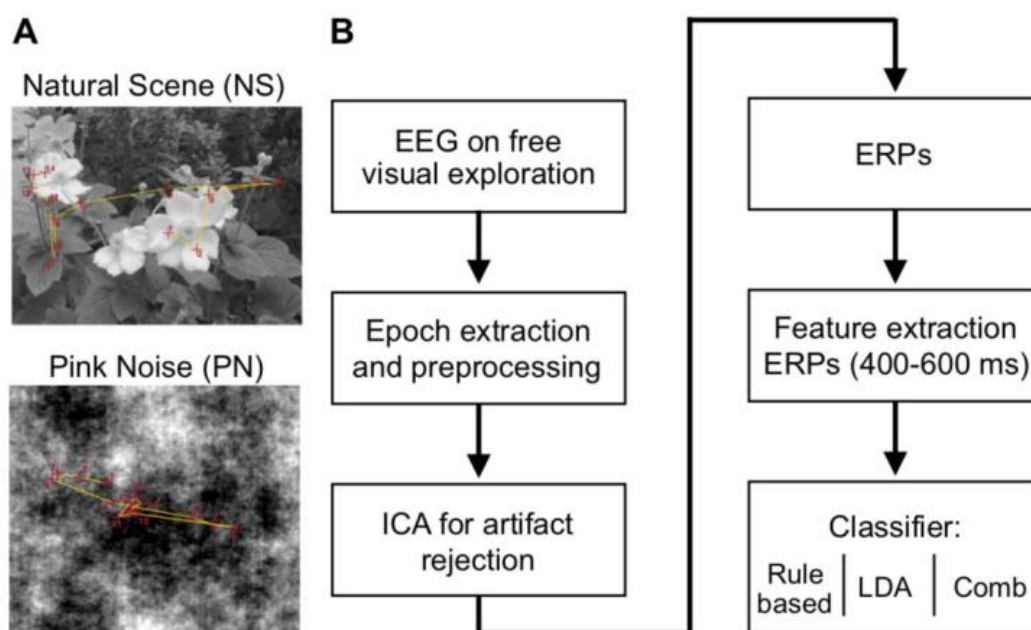 A
Natural Scene (NS)
Pink Noise (PN)
B
EEG on free
visual exploration
Epoch extraction
and preprocessing
ICA for artifact
rejection
ERPs
Feature extraction
ERPs (400-600 ms)
Classifier:
Rule
based
LDA
Comb